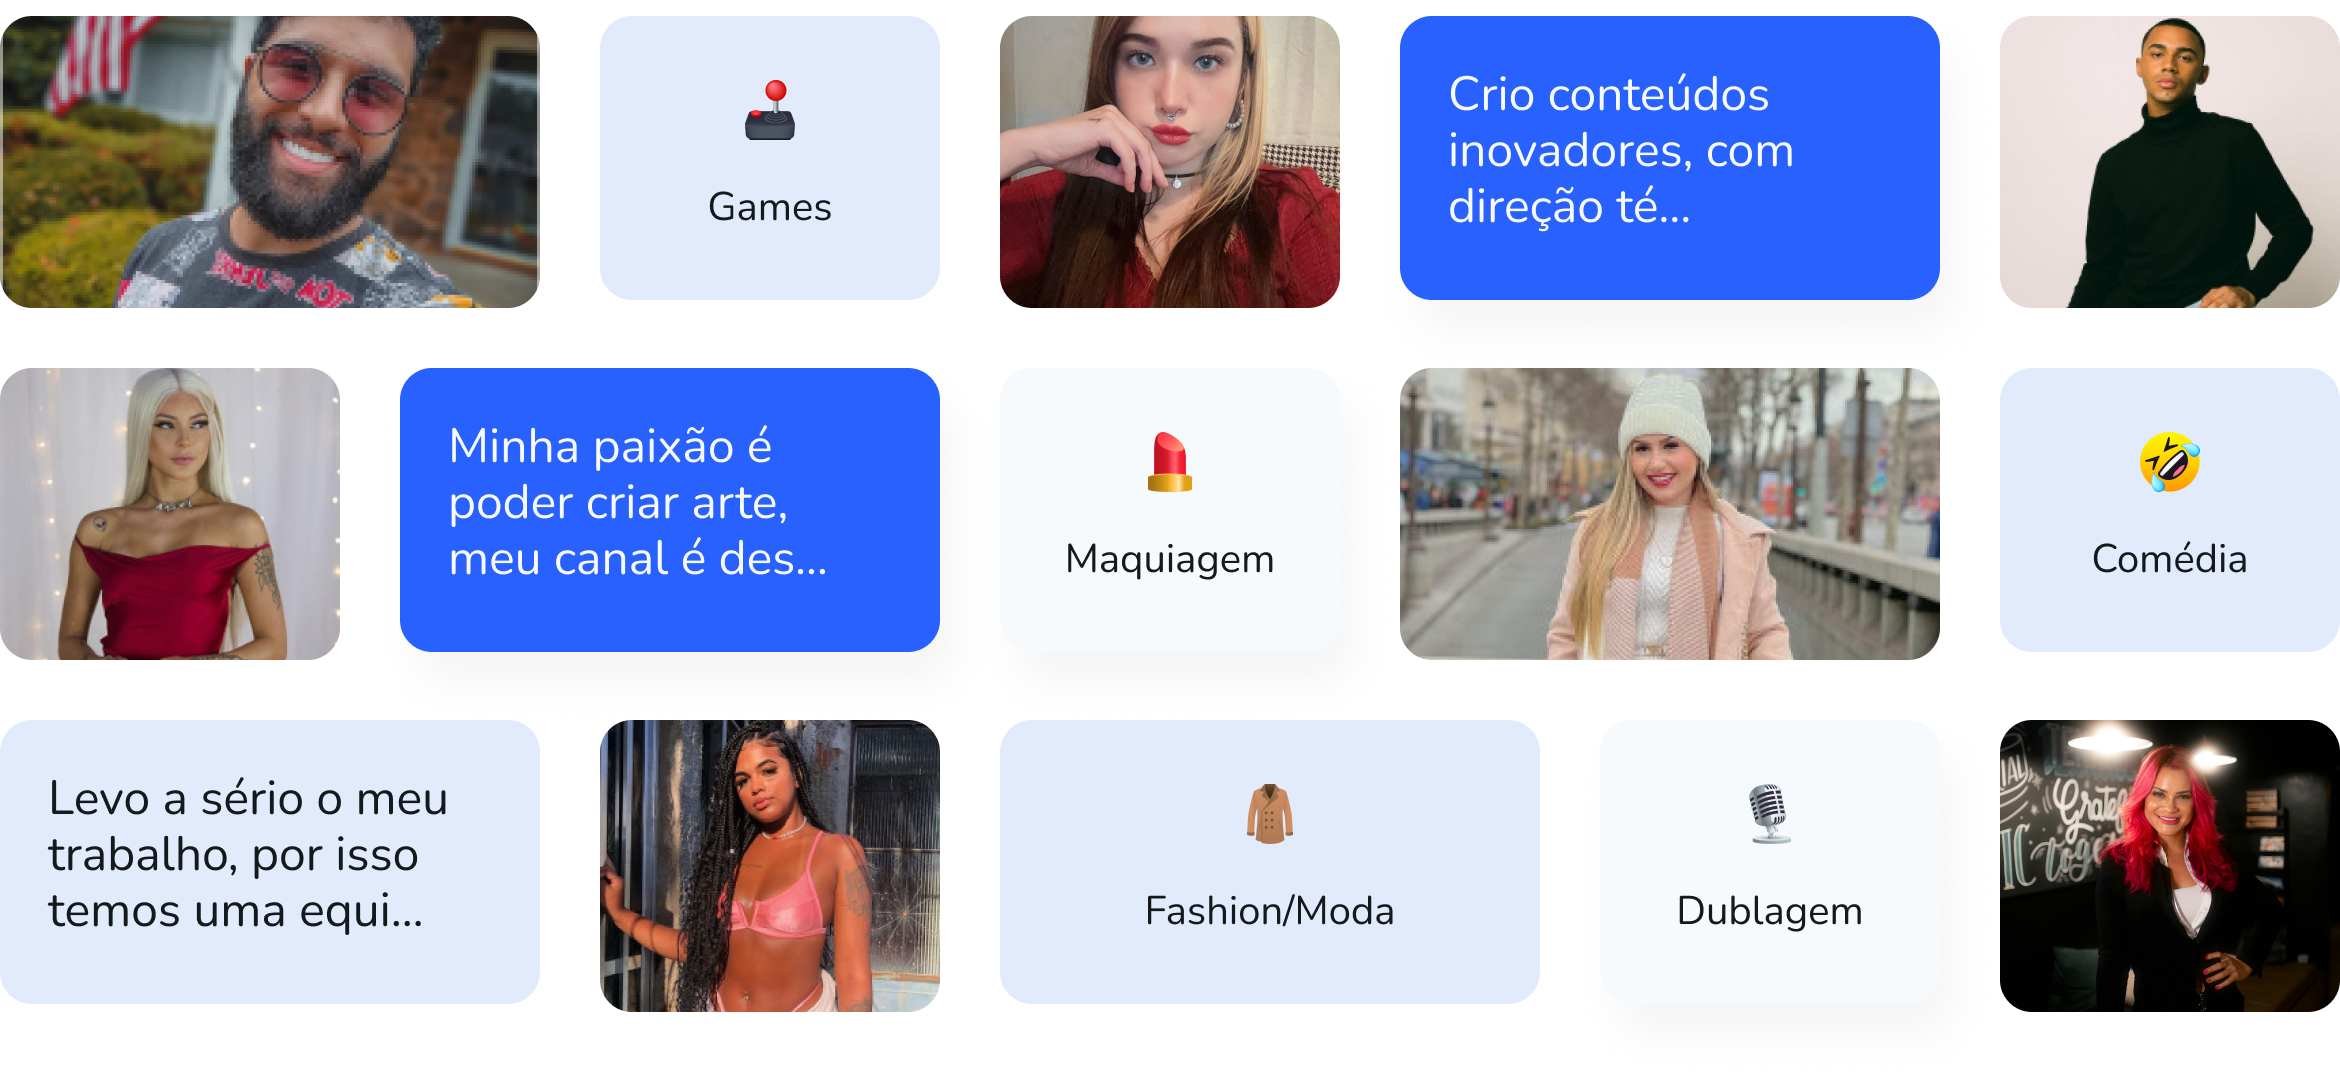 Games
Crio conteúdos
inovadores, com
direção té...
Minha paixão é
poder criar arte,
meu canal é des...
Maquiagem
Comédia
Levo a sério o meu
trabalho, por isso
temos uma equi...
Fashion/Moda
Dublagem